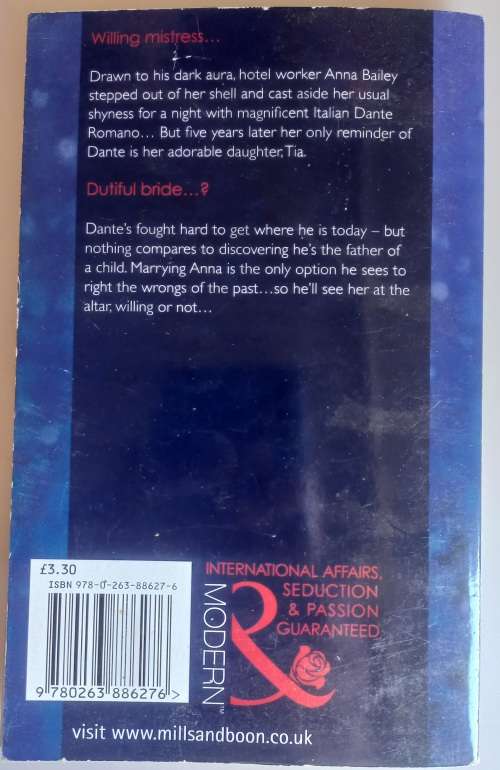 Willing mistress...
Drawn to his dark aura, hotel worker Anna Bailey
stepped out of her shell and cast aside her usual
shyness for a night with magnificent Italian Dante
Romano... But five years later her only reminder of
Dante is her adorable daughter, Tia.
Dutiful bride...?
Dante's fought hard to get where he is today – but
nothing compares to discovering he's the father of
a child. Marrying Anna is the only option he sees to
right the wrongs of the past...so he'll see her at the
altar, willing or not...
£3.30
ISBN 978-0-263-88627-6
9 780263 886276 >
INTERNATIONAL AFFAIRS,
SEDUCTION
& PASSION
GUARANTEED
MODERN™
visit www.millsandboon.co.uk